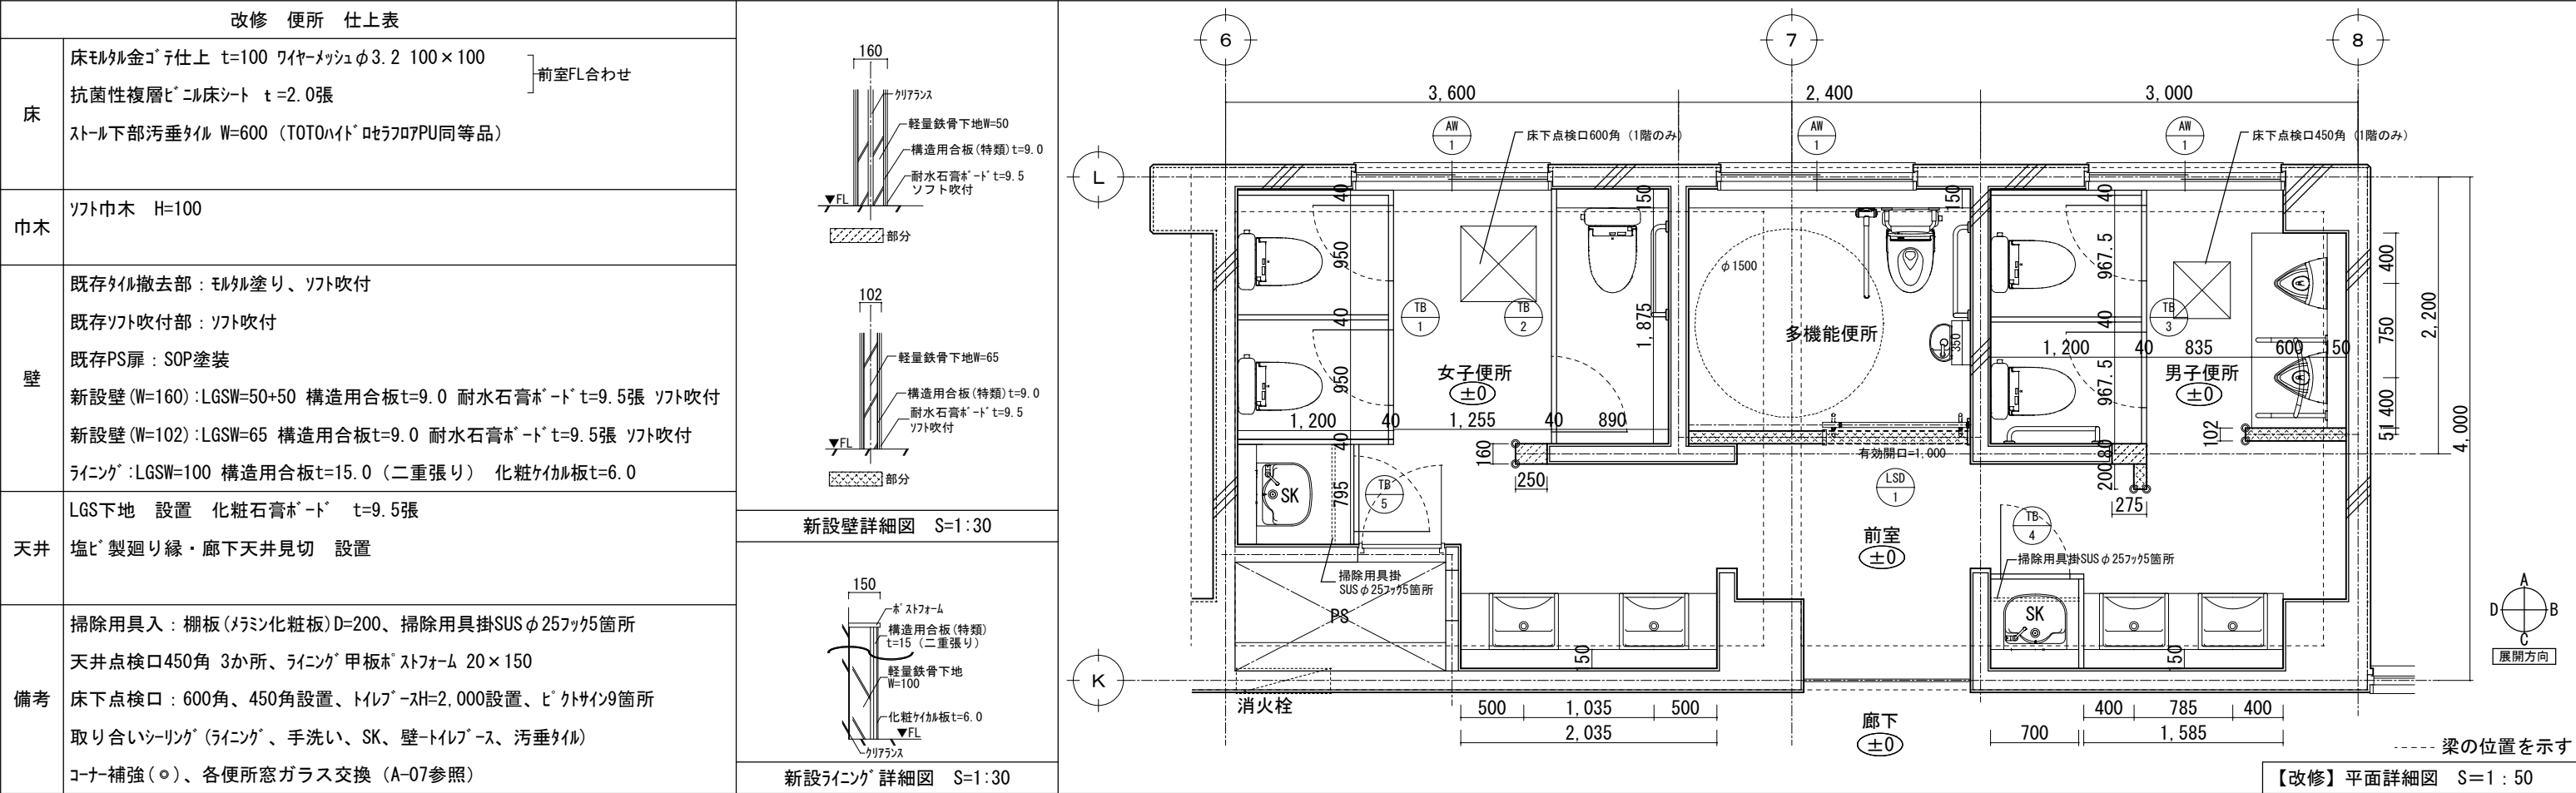 改修　便所　仕上表
床
床ﾓﾙﾀﾙ金ｺﾞﾃ仕上 t=100 ﾜｲﾔｰﾒｯｼｭφ3.2 100×100
抗菌性複層ﾋﾞﾆﾙ床ｼｰﾄ t=2.0張
前室FL合わせ
ｽﾄｰﾙ下部汚垂ﾀｲﾙ W=600 (TOTOﾊｲﾄﾞﾛｾﾗﾌﾛｱPU同等品)
巾木
ｿﾌﾄ巾木　H=100
壁
既存ﾀｲﾙ撤去部：ﾓﾙﾀﾙ塗り、ｿﾌﾄ吹付
既存ｿﾌﾄ吹付部：ｿﾌﾄ吹付
既存PS扉：SOP塗装
新設壁(W=160):LGSW=50+50 構造用合板t=9.0 耐水石膏ﾎﾞｰﾄﾞt=9.5張 ｿﾌﾄ吹付
新設壁(W=102):LGSW=65 構造用合板t=9.0 耐水石膏ﾎﾞｰﾄﾞt=9.5張 ｿﾌﾄ吹付
ﾗｲﾆﾝｸﾞ:LGSW=100 構造用合板t=15.0（二重張り）　化粧ｹｲｶﾙ板t=6.0
天井
LGS下地　設置　化粧石膏ﾎﾞｰﾄﾞ　t=9.5張
塩ﾋﾞ製廻り縁・廊下天井見切　設置
備考
掃除用具入：棚板(ﾒﾗﾐﾝ化粧板)D=200、掃除用具掛SUSφ25ﾌｯｸ5箇所
天井点検口450角 3か所、ﾗｲﾆﾝｸﾞ甲板ﾎﾟｽﾄﾌｫｰﾑ 20×150
床下点検口：600角、450角設置、ﾄｲﾚﾌﾞｰｽH=2,000設置、ﾋﾟｸﾄｻｲﾝ9箇所
取り合いｼｰﾘﾝｸﾞ(ﾗｲﾆﾝｸﾞ、手洗い、SK、壁-ﾄｲﾚﾌﾞｰｽ、汚垂ﾀｲﾙ)
ｺｰﾅｰ補強(◎)、各便所窓ガラス交換（A-07参照）
160
ｸﾘｱﾗﾝｽ
軽量鉄骨下地W=50
構造用合板(特類)t=9.0
耐水石膏ﾎﾞｰﾄﾞt=9.5
ソフト吹付
▼FL
部分
102
軽量鉄骨下地W=65
構造用合板(特類)t=9.0
耐水石膏ﾎﾞｰﾄﾞt=9.5
ｿﾌﾄ吹付
▼FL
部分
新設壁詳細図　S=1:30
150
ﾎﾟｽﾄﾌｫｰﾑ
構造用合板(特類)
t=15（二重張り）
軽量鉄骨下地
W=100
化粧ｹｲｶﾙ板t=6.0
▼FL
ｸﾘｱﾗﾝｽ
新設ﾗｲﾆﾝｸﾞ詳細図　S=1:30
6
7
8
3,600
2,400
3,000
AW
1
床下点検口600角（1階のみ）
AW
1
AW
1
床下点検口450角（1階のみ）
L
40
150
150
40
950
φ1500
967.5
400
40
TB
1
TB
2
1,875
多機能便所
350
40
TB
3
750
2,200
1,200
40
835
600
50
950
女子便所
±0
967.5
男子便所
±0
1,200
40
1,255
40
890
400
51
102
4,000
40
160
有効開口=1,000
80
200
SK
795
TB
5
250
LSD
1
275
前室
±0
TB
4
掃除用具掛SUSφ25ﾌｯｸ5箇所
掃除用具掛
SUSφ25ﾌｯｸ5箇所
PS
SK
50
50
A
D
B
C
展開方向
K
消火栓
500
1,035
500
2,035
廊下
±0
700
400
785
400
1,585
梁の位置を示す
【改修】平面詳細図　S＝1：50